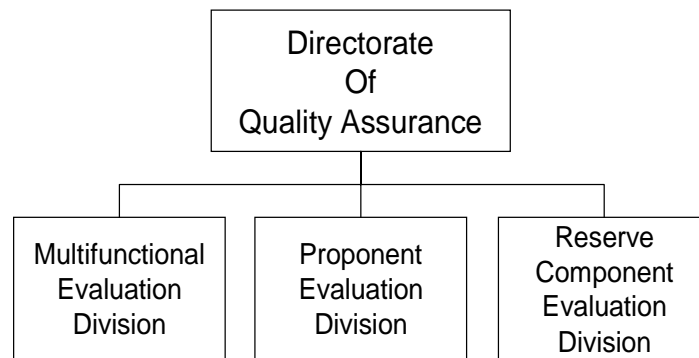 Directorate
Of
Quality Assurance
Multifunctional
Evaluation
Division
Proponent
Evaluation
Division
Reserve
Component
Evaluation
Division